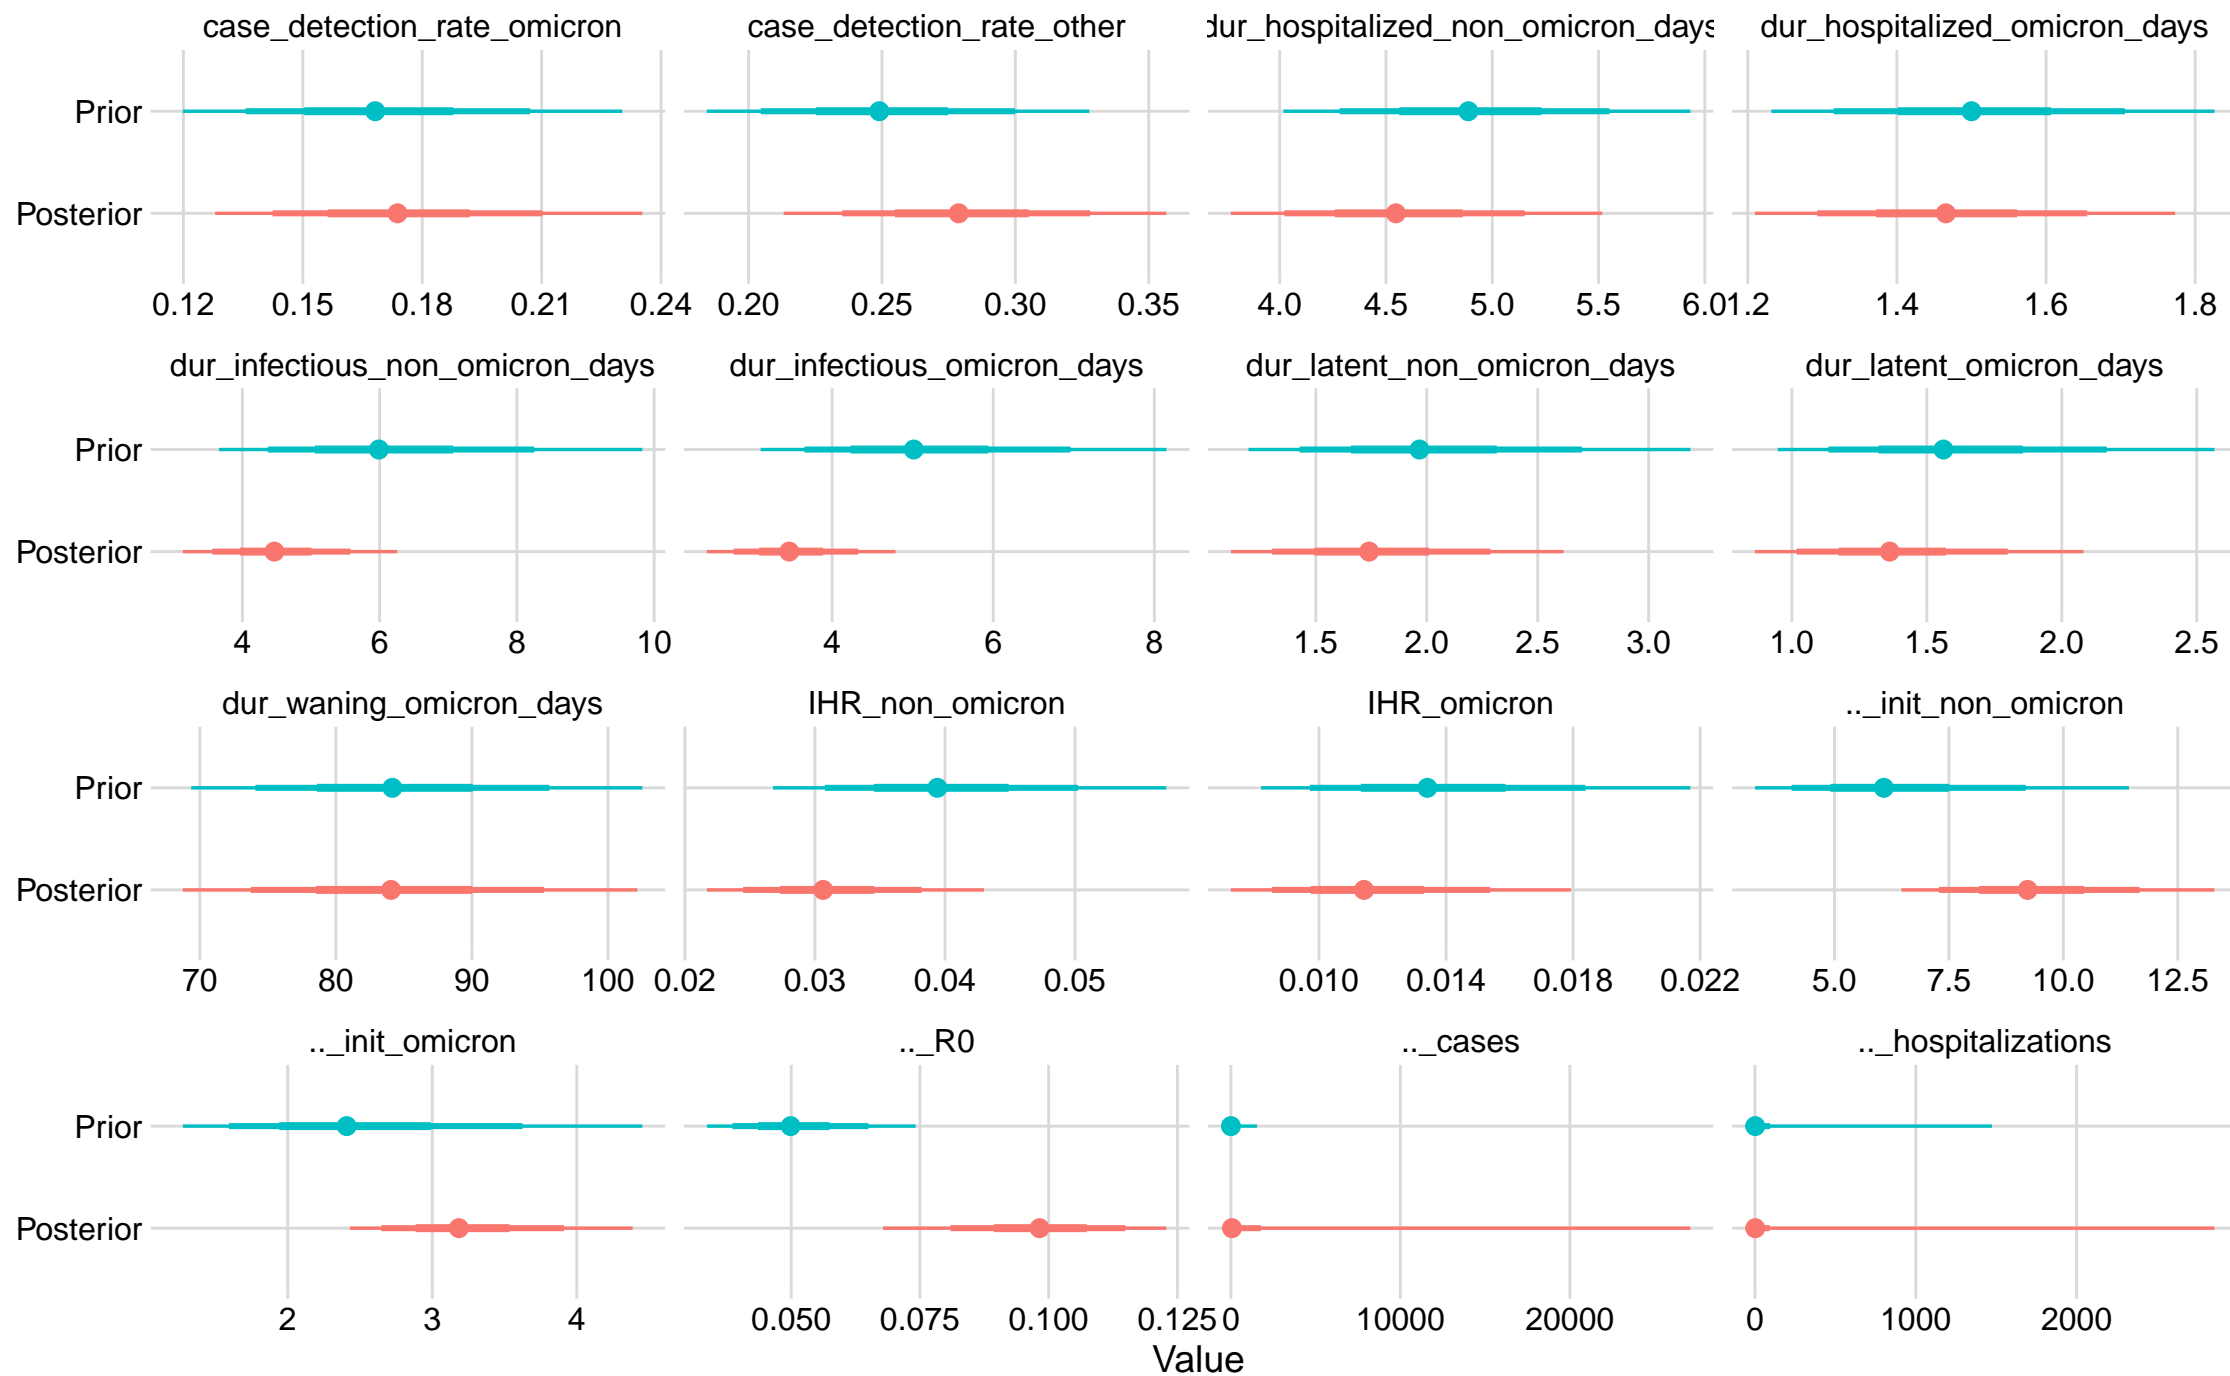 case_detection_rate_omicron case_detection_rate_other dur_hospitalized_non_omicron_days dur_hospitalized_omicron_days
Prior
Posterior
0.12 0.15 0.18 0.21 0.24 0.20 0.25 0.30 0.35 4.0 4.5 5.0 5.5 6.0 1.2 1.4 1.6 1.8
dur_infectious_non_omicron_days dur_infectious_omicron_days dur_latent_non_omicron_days dur_latent_omicron_days
Prior
Posterior
4 6 8 10 4 6 8 1.5 2.0 2.5 3.0 1.0 1.5 2.0 2.5
dur_waning_omicron_days IHR_non_omicron IHR_omicron .._init_non_omicron
Prior
Posterior
70 80 90 100 0.02 0.03 0.04 0.05 0.010 0.014 0.018 0.022 5.0 7.5 10.0 12.5
.._init_omicron .._R0 .._cases .._hospitalizations
Prior
Posterior
2 3 4 0.050 0.075 0.100 0.125 0 10000 20000 0 1000 2000
Value